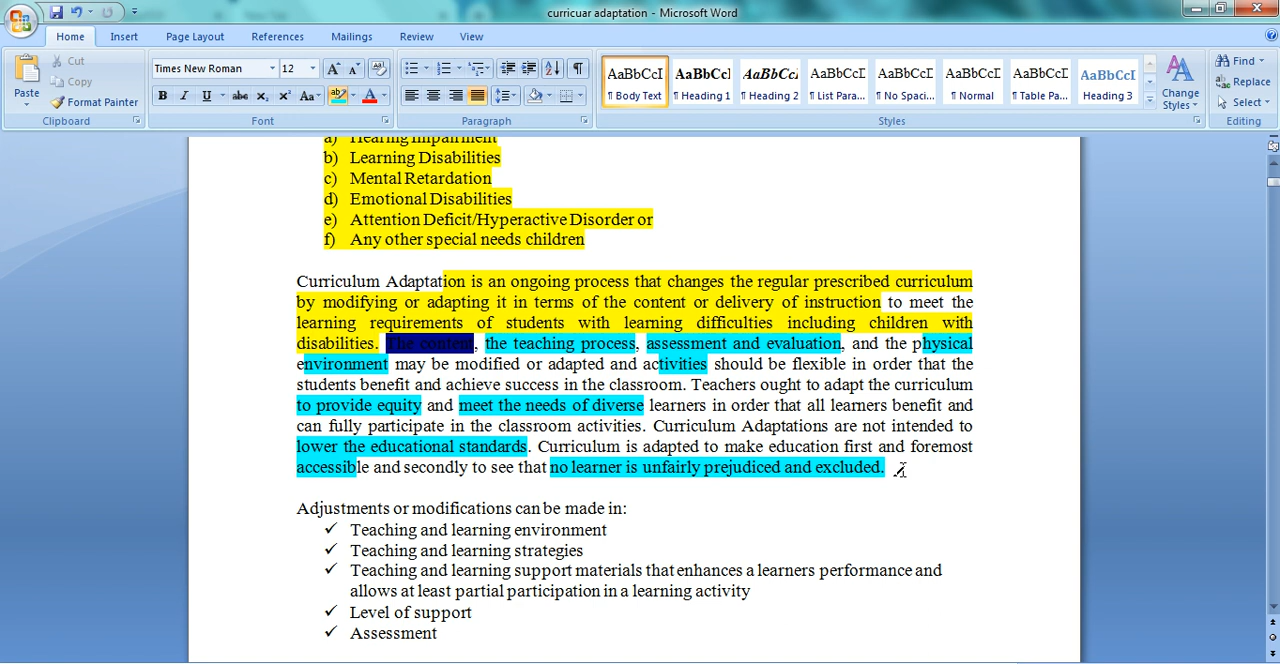 curricuar adaptation - Microsoft Word
Home Insert Page Layout References Mailings Review View
Paste
Cut
Copy
Format Painter
Clipboard
Times New Roman 12
Font
Paragraph
AaBbCcI AaBbCcl AaBbCcI AaBbCcI AaBbCcI AaBbCcI AaBbCcI AaBbCcI
¶ Body Text ¶ Heading 1 ¶ Heading 2 ¶ List Para... ¶ No Spaci... ¶ Normal ¶ Table Pa... Heading 3
Change Styles
Styles
Find
Replace
Select
Editing
a) Hearing Impairment
b) Learning Disabilities
c) Mental Retardation
d) Emotional Disabilities
e) Attention Deficit/Hyperactive Disorder or
f) Any other special needs children
Curriculum Adaptation is an ongoing process that changes the regular prescribed curriculum
by modifying or adapting it in terms of the content or delivery of instruction to meet the
learning requirements of students with learning difficulties including children with
disabilities. The content, the teaching process, assessment and evaluation, and the physical
environment may be modified or adapted and activities should be flexible in order that the
students benefit and achieve success in the classroom. Teachers ought to adapt the curriculum
to provide equity and meet the needs of diverse learners in order that all learners benefit and
can fully participate in the classroom activities. Curriculum Adaptations are not intended to
lower the educational standards. Curriculum is adapted to make education first and foremost
accessible and secondly to see that no learner is unfairly prejudiced and excluded.
Adjustments or modifications can be made in:
✓ Teaching and learning environment
✓ Teaching and learning strategies
✓ Teaching and learning support materials that enhances a learners performance and
allows at least partial participation in a learning activity
✓ Level of support
✓ Assessment